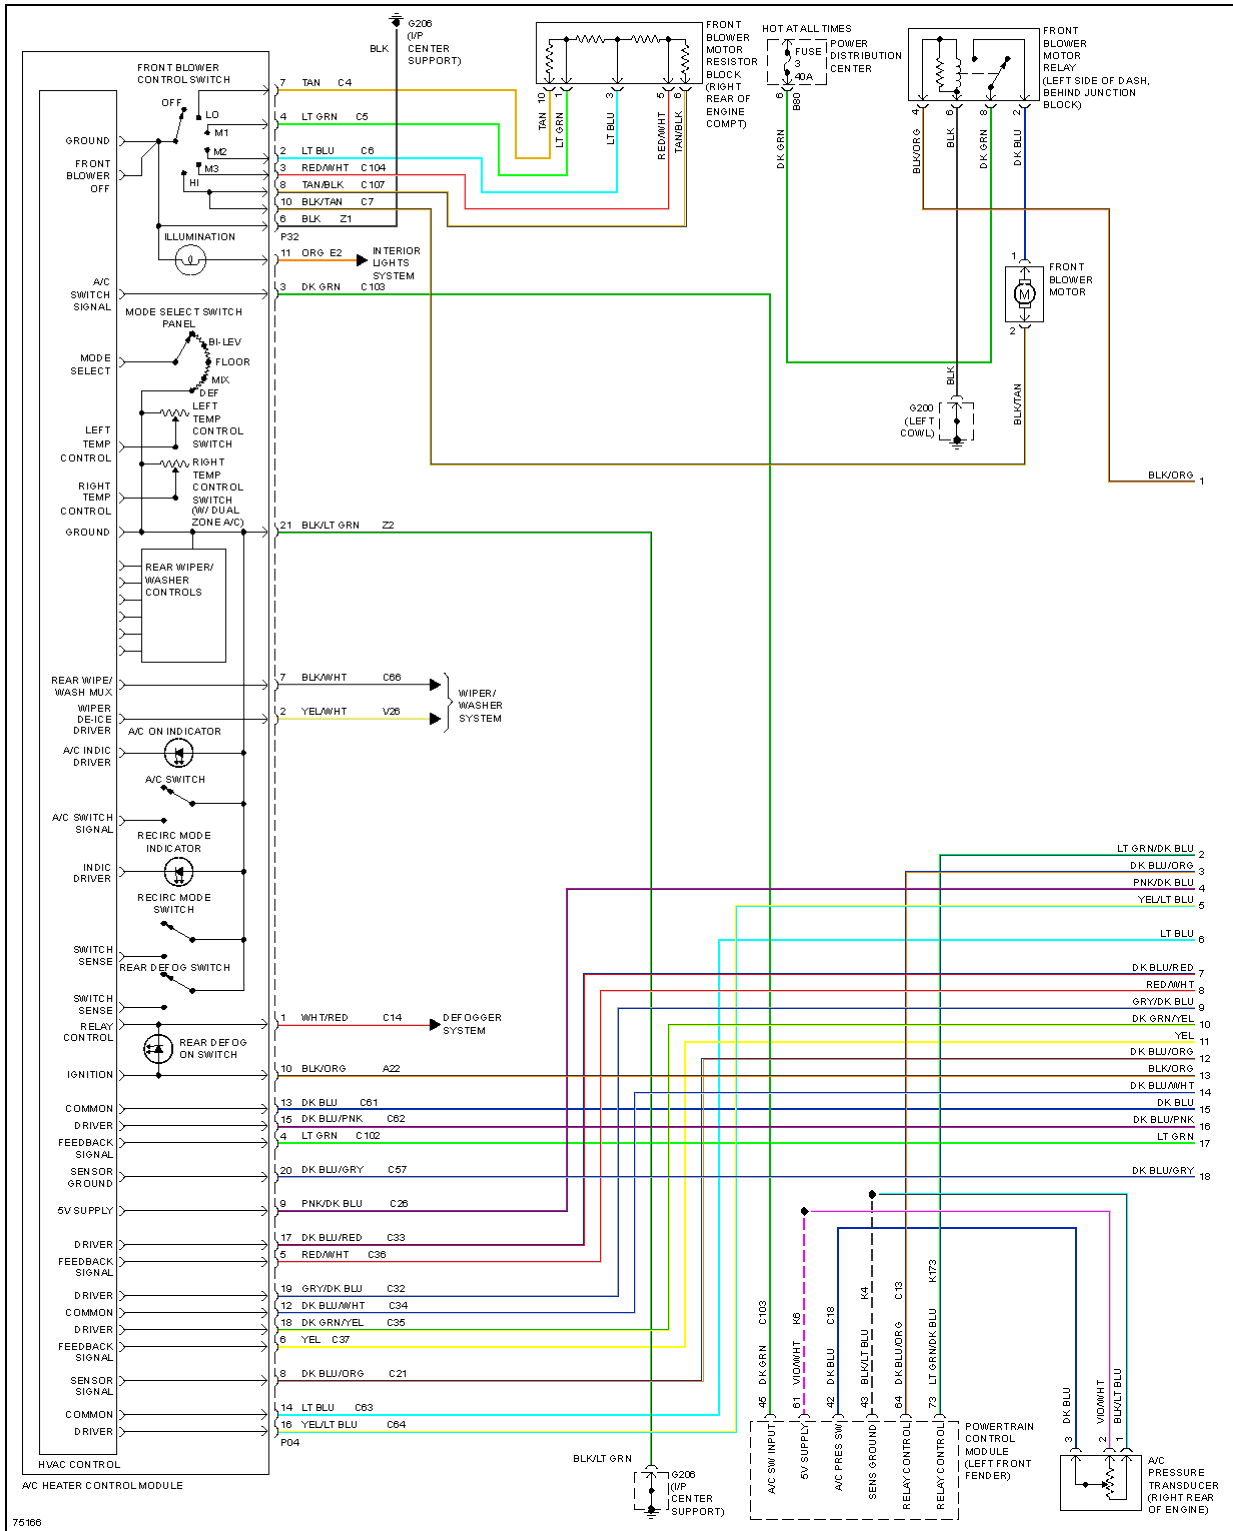 G206
(I/P
CENTER
SUPPORT)
BLK
FRONT
BLOWER
MOTOR
RESISTOR
BLOCK
(RIGHT
REAR OF
ENGINE
COMPT)
HOT AT ALL TIMES
FUSE
3
40A
POWER
DISTRIBUTION
CENTER
FRONT
BLOWER
MOTOR
RELAY
(LEFT SIDE OF DASH,
BEHIND JUNCTION
BLOCK)
10 1 3 5 6
TAN
LT GRN
LT BLU
RED/WHT
TAN/BLK
6 B80
DK GRN
4 6 8 2
BLK/ORG
BLK
DK GRN
DK BLU
FRONT BLOWER
CONTROL SWITCH
OFF
LO
M1
M2
M3
HI
GROUND
FRONT
BLOWER
OFF
7 TAN C4
4 LT GRN C5
2 LT BLU C6
3 RED/WHT C104
8 TAN/BLK C107
10 BLK/TAN C7
6 BLK Z1
P32
ILLUMINATION
11 ORG E2
INTERIOR
LIGHTS
SYSTEM
A/C
SWITCH
SIGNAL
3 DK GRN C103
1
M
2
FRONT
BLOWER
MOTOR
BLK/TAN
BLK
G200
(LEFT
COWL)
BLK/ORG 1
MODE SELECT SWITCH
PANEL
BI-LEV
FLOOR
MIX
DEF
MODE
SELECT
LEFT
TEMP
CONTROL
SWITCH
LEFT
TEMP
CONTROL
RIGHT
TEMP
CONTROL
SWITCH
(W/ DUAL
ZONE A/C)
RIGHT
TEMP
CONTROL
GROUND
21 BLK/LT GRN Z2
REAR WIPER/
WASHER
CONTROLS
REAR WIPE/
WASH MUX
7 BLK/WHT C66
WIPER
DE-ICE
DRIVER
2 YEL/WHT V26
WIPER/
WASHER
SYSTEM
A/C ON INDICATOR
A/C INDIC
DRIVER
A/C SWITCH
A/C SWITCH
SIGNAL
RECIRC MODE
INDICATOR
INDIC
DRIVER
RECIRC MODE
SWITCH
SWITCH
SENSE
REAR DEFOG SWITCH
SWITCH
SENSE
RELAY
CONTROL
1 WHT/RED C14
DEFOGGER
SYSTEM
REAR DEFOG
ON SWITCH
IGNITION
10 BLK/ORG A22
COMMON
13 DK BLU C61
DRIVER
15 DK BLU/PNK C62
FEEDBACK
SIGNAL
4 LT GRN C102
SENSOR
GROUND
20 DK BLU/GRY C57
5V SUPPLY
9 PNK/DK BLU C26
DRIVER
17 DK BLU/RED C33
FEEDBACK
SIGNAL
5 RED/WHT C36
DRIVER
19 GRY/DK BLU C32
COMMON
12 DK BLU/WHT C34
DRIVER
18 DK GRN/YEL C35
FEEDBACK
SIGNAL
6 YEL C37
SENSOR
SIGNAL
8 DK BLU/ORG C21
COMMON
14 LT BLU C63
DRIVER
16 YEL/LT BLU C64
P04
HVAC CONTROL
A/C HEATER CONTROL MODULE
LT GRN/DK BLU 2
DK BLU/ORG 3
PNK/DK BLU 4
YEL/LT BLU 5
LT BLU 6
DK BLU/RED 7
RED/WHT 8
GRY/DK BLU 9
DK GRN/YEL 10
YEL 11
DK BLU/ORG 12
BLK/ORG 13
DK BLU/WHT 14
DK BLU 15
DK BLU/PNK 16
LT GRN 17
DK BLU/GRY 18
BLK/LT GRN
G206
(I/P
CENTER
SUPPORT)
45 DK GRN C103
61 VIO/WHT K6
42 DK BLU C18
43 BLK/LT BLU K4
64 DK BLU/ORG C13
73 LT GRN/DK BLU K173
A/C SW INPUT
5V SUPPLY
A/C PRES SW
SENS GROUND
RELAY CONTROL
RELAY CONTROL
POWERTRAIN
CONTROL
MODULE
(LEFT FRONT
FENDER)
3 DK BLU
2 VIO/WHT
1 BLK/LT BLU
A/C
PRESSURE
TRANSDUCER
(RIGHT REAR
OF ENGINE)
75166